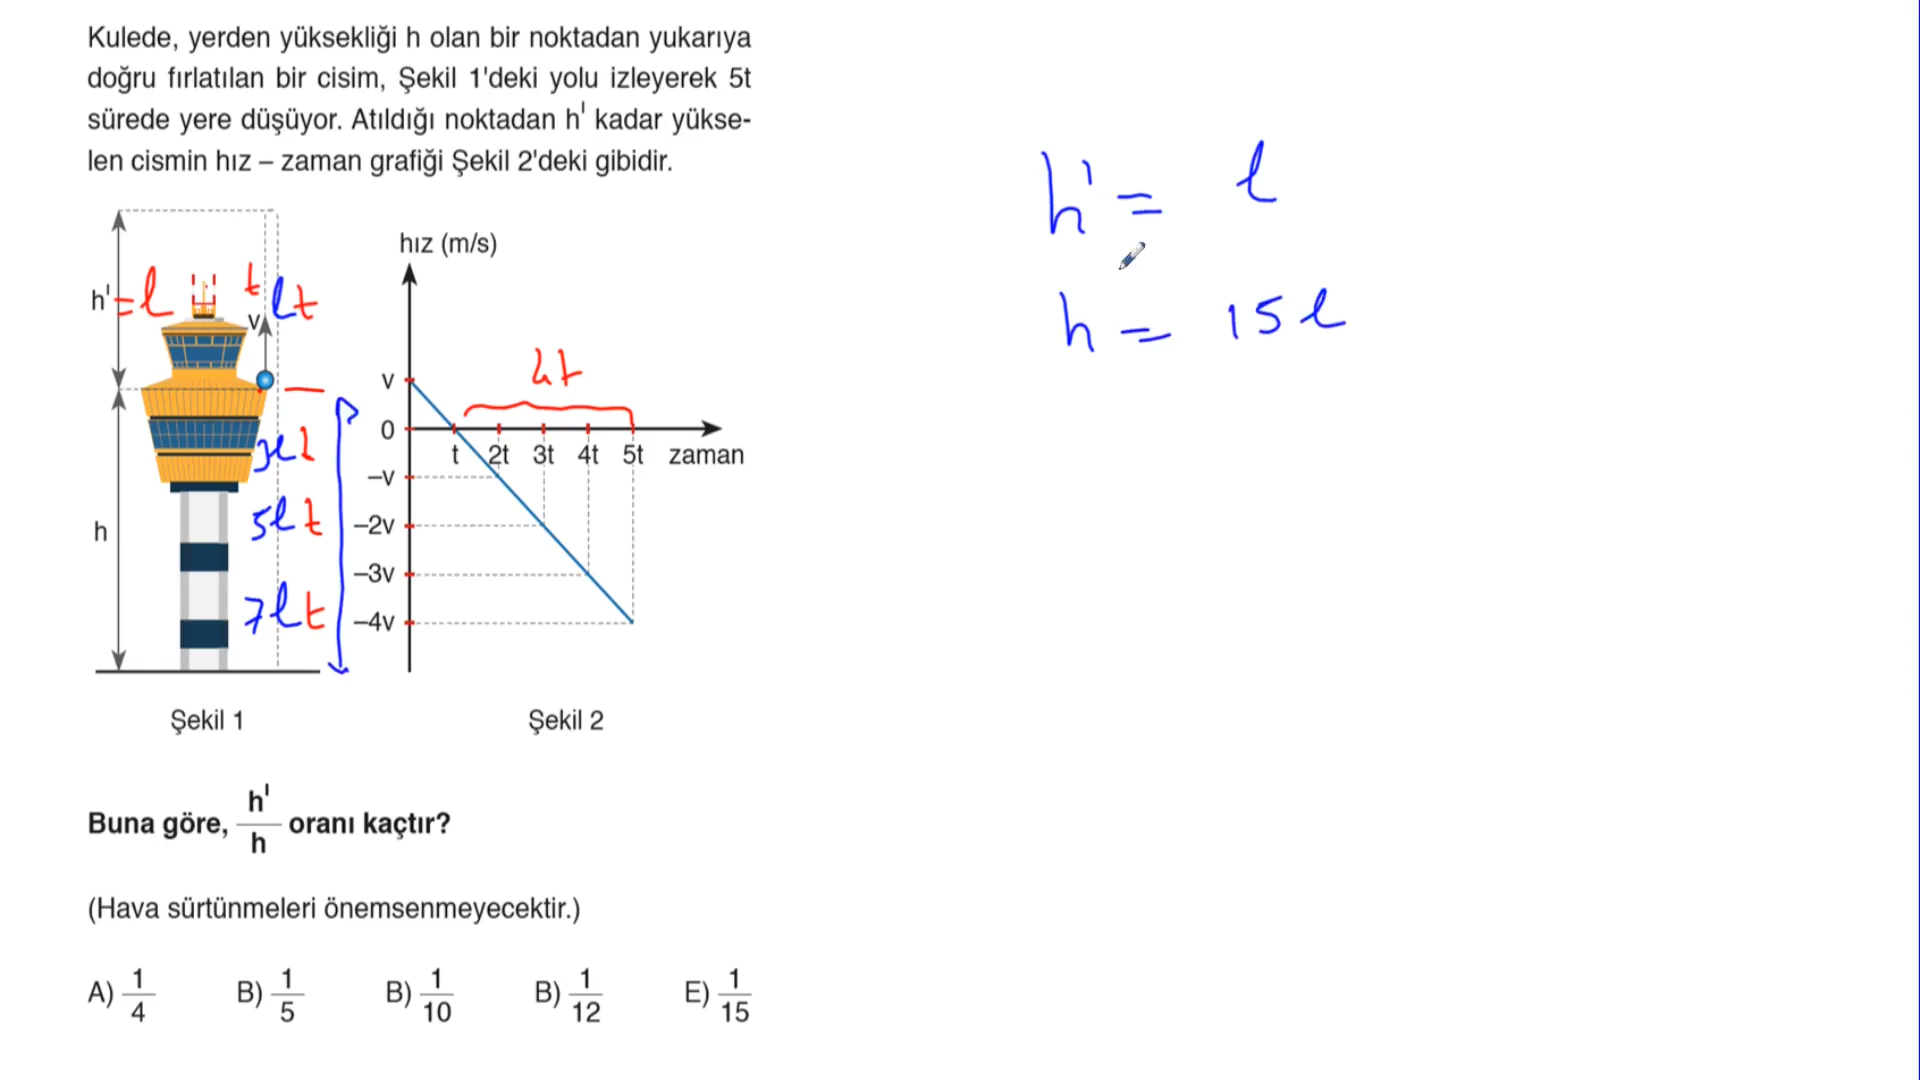 Kulede, yerden yüksekliği h olan bir noktadan yukarıya
doğru fırlatılan bir cisim, Şekil 1'deki yolu izleyerek 5t
sürede yere düşüyor. Atıldığı noktadan h' kadar yükse-
len cismin hız – zaman grafiği Şekil 2'deki gibidir.
h' = l
t
lt
v
h
3l
5lt
7lt
Şekil 1
hız (m/s)
4t
v
0
t 2t 3t 4t 5t zaman
–v
–2v
–3v
–4v
Şekil 2
h' = l
h = 15l
Buna göre, h'/h oranı kaçtır?
(Hava sürtünmeleri önemsenmeyecektir.)
A) 1/4 B) 1/5 B) 1/10 B) 1/12 E) 1/15